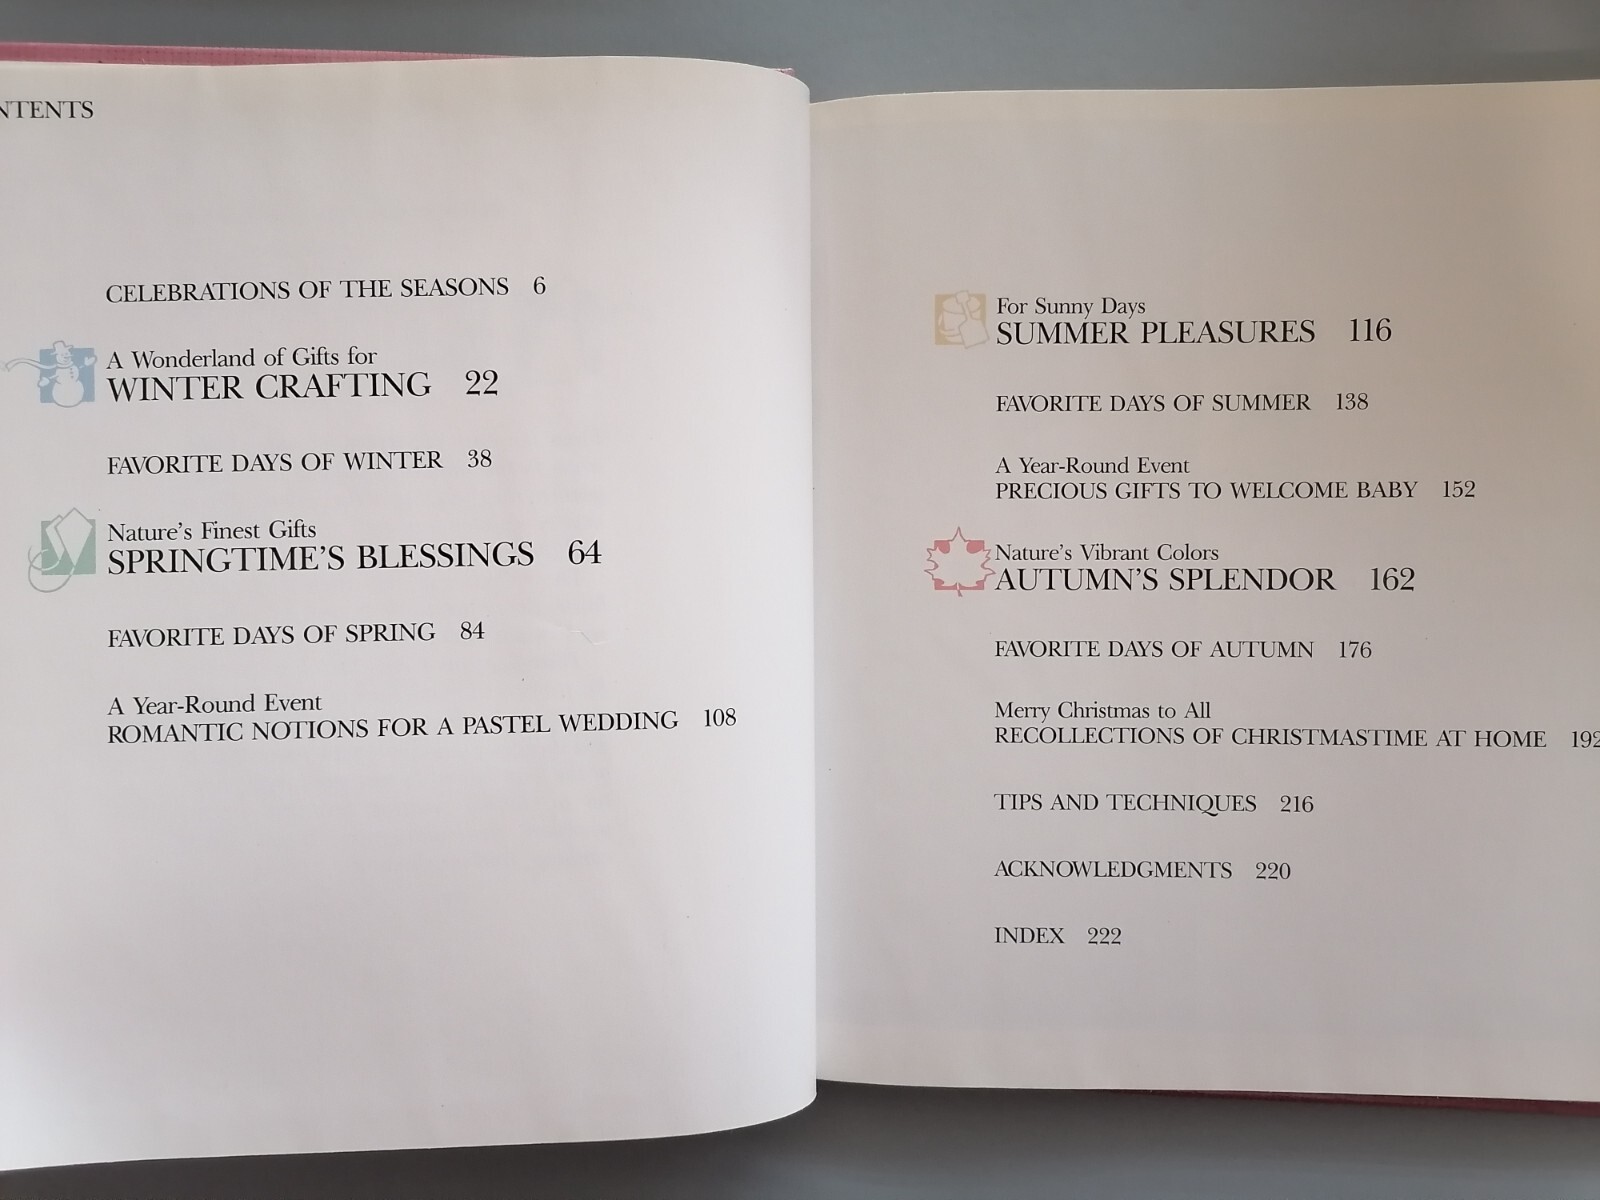 NTENTS
CELEBRATIONS OF THE SEASONS 6
A Wonderland of Gifts for
WINTER CRAFTING 22
FAVORITE DAYS OF WINTER 38
Nature's Finest Gifts
SPRINGTIME'S BLESSINGS 64
FAVORITE DAYS OF SPRING 84
A Year-Round Event
ROMANTIC NOTIONS FOR A PASTEL WEDDING 108
For Sunny Days
SUMMER PLEASURES 116
FAVORITE DAYS OF SUMMER 138
A Year-Round Event
PRECIOUS GIFTS TO WELCOME BABY 152
Nature's Vibrant Colors
AUTUMN'S SPLENDOR 162
FAVORITE DAYS OF AUTUMN 176
Merry Christmas to All
RECOLLECTIONS OF CHRISTMASTIME AT HOME 192
TIPS AND TECHNIQUES 216
ACKNOWLEDGMENTS 220
INDEX 222